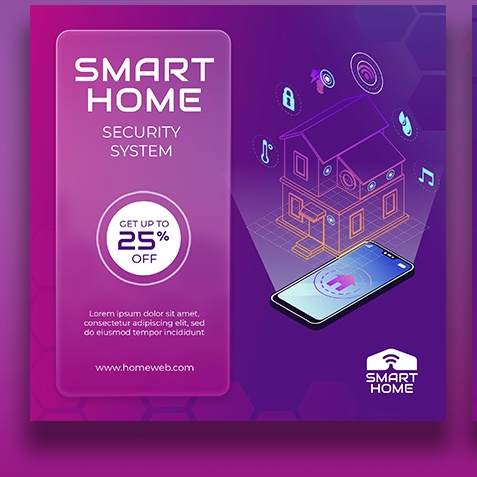 SMART
HOME
SECURITY
SYSTEM
GET UP TO
25%
OFF
Lorem ipsum dolor sit amet,
consectetur adipiscing elit, sed
do eiusmod tempor incididunt
www.homeweb.com
SMART
HOME